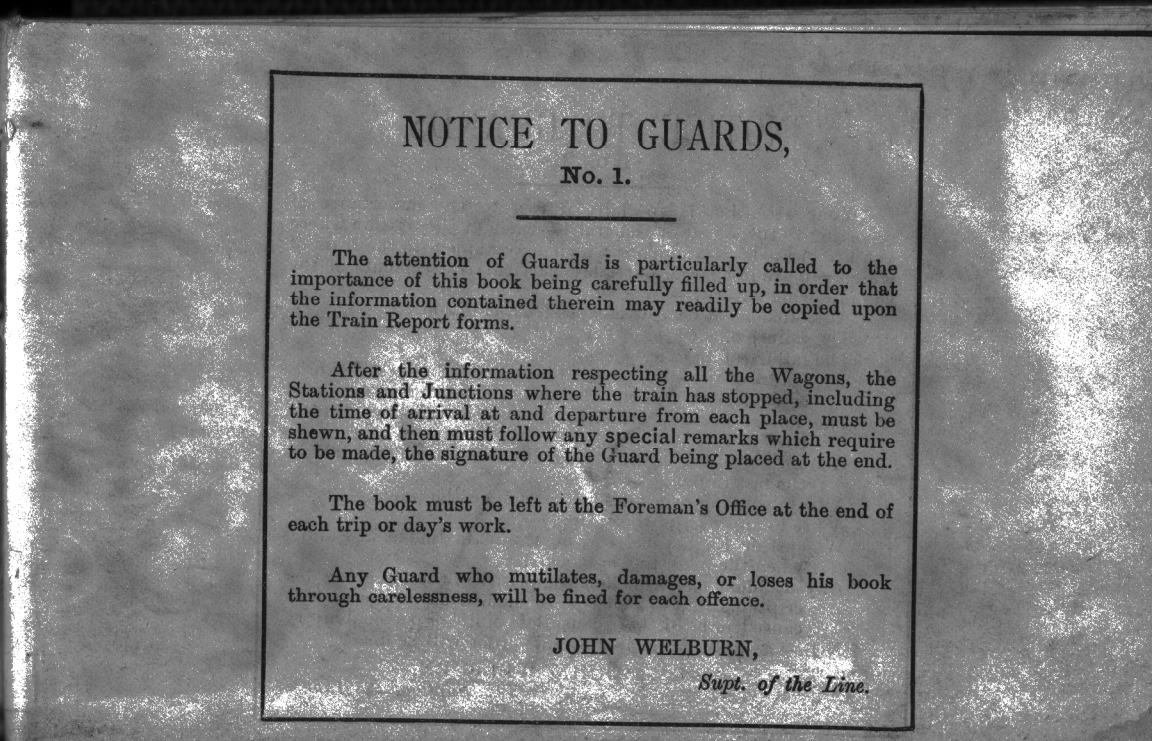 NOTICE TO GUARDS,
No. 1.
The attention of Guards is particularly called to the
importance of this book being carefully filled up, in order that
the information contained therein may readily be copied upon
the Train Report forms.
After the information respecting all the Wagons, the
Stations and Junctions where the train has stopped, including
the time of arrival at and departure from each place, must be
shewn, and then must follow any special remarks which require
to be made, the signature of the Guard being placed at the end.
The book must be left at the Foreman's Office at the end of
each trip or day's work.
Any Guard who mutilates, damages, or loses his book
through carelessness, will be fined for each offence.
JOHN WELBURN,
Supt. of the Line.